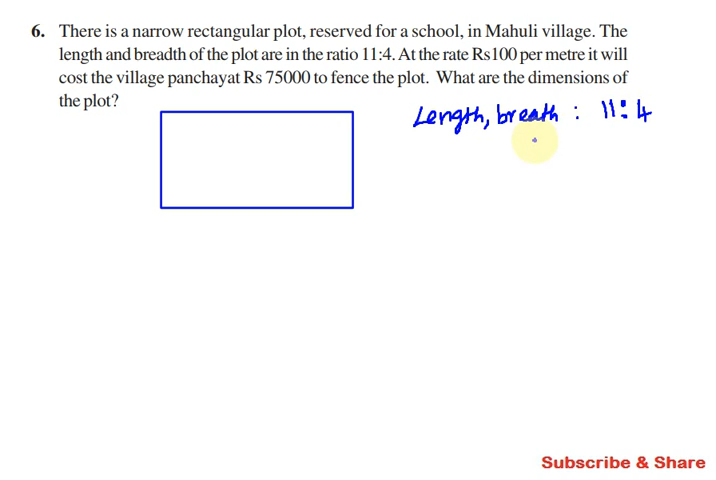 6. There is a narrow rectangular plot, reserved for a school, in Mahuli village. The
length and breadth of the plot are in the ratio 11:4. At the rate Rs100 per metre it will
cost the village panchayat Rs 75000 to fence the plot. What are the dimensions of
the plot?
Length, breath : 11:4
Subscribe & Share